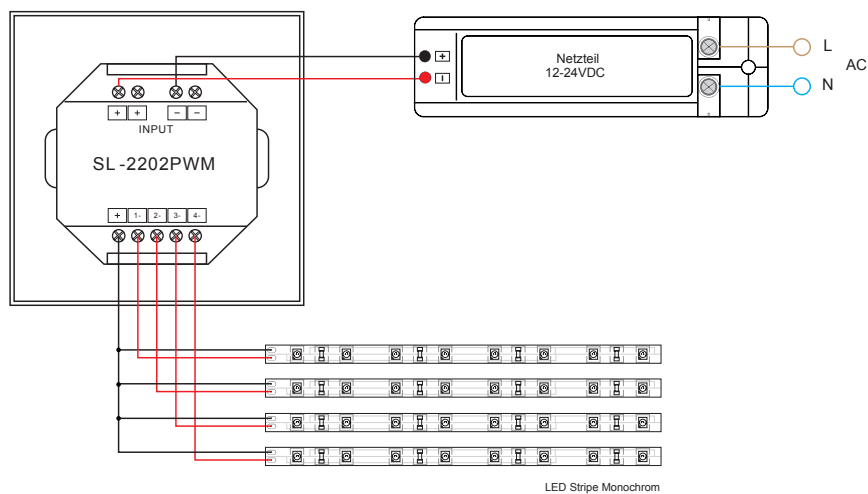 Netzteil
12-24VDC
+
–
L
AC
N
+ + – –
INPUT
SL-2202PWM
+ 1- 2- 3- 4-
LED Stripe Monochrom